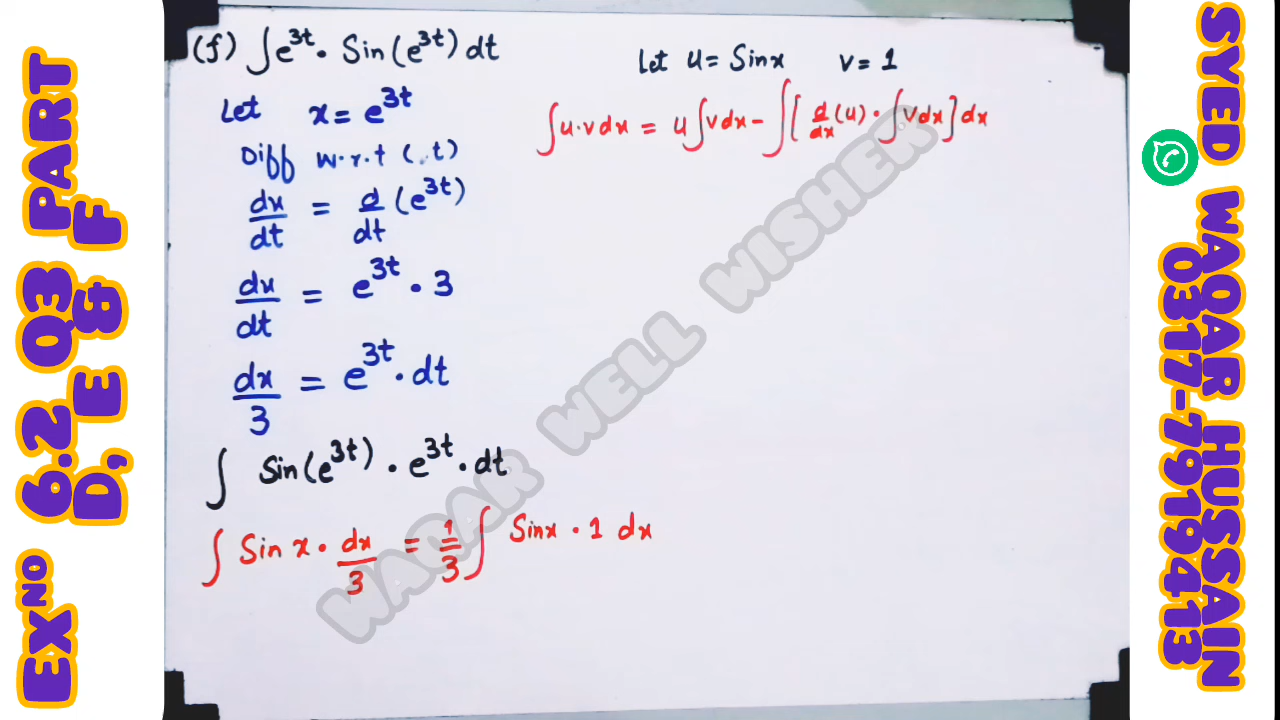 Ex NO 6.2 Q3 PART
D, E & F
(f) ∫e^3t · Sin(e^3t) dt
Let x = e^3t
Diff w.r.t (.t)
dx/dt = d/dt (e^3t)
dx/dt = e^3t · 3
dx/3 = e^3t · dt
∫ Sin(e^3t) · e^3t · dt
∫ Sin x · dx/3 = 1/3 ∫ Sinx · 1 dx
Let u = Sinx v = 1
∫u·v dx = u∫vdx - ∫[d/dx (u) · ∫vdx] dx
WAQAR WELL WISHER
SYED WAQAR HUSSAIN
0317-7919413